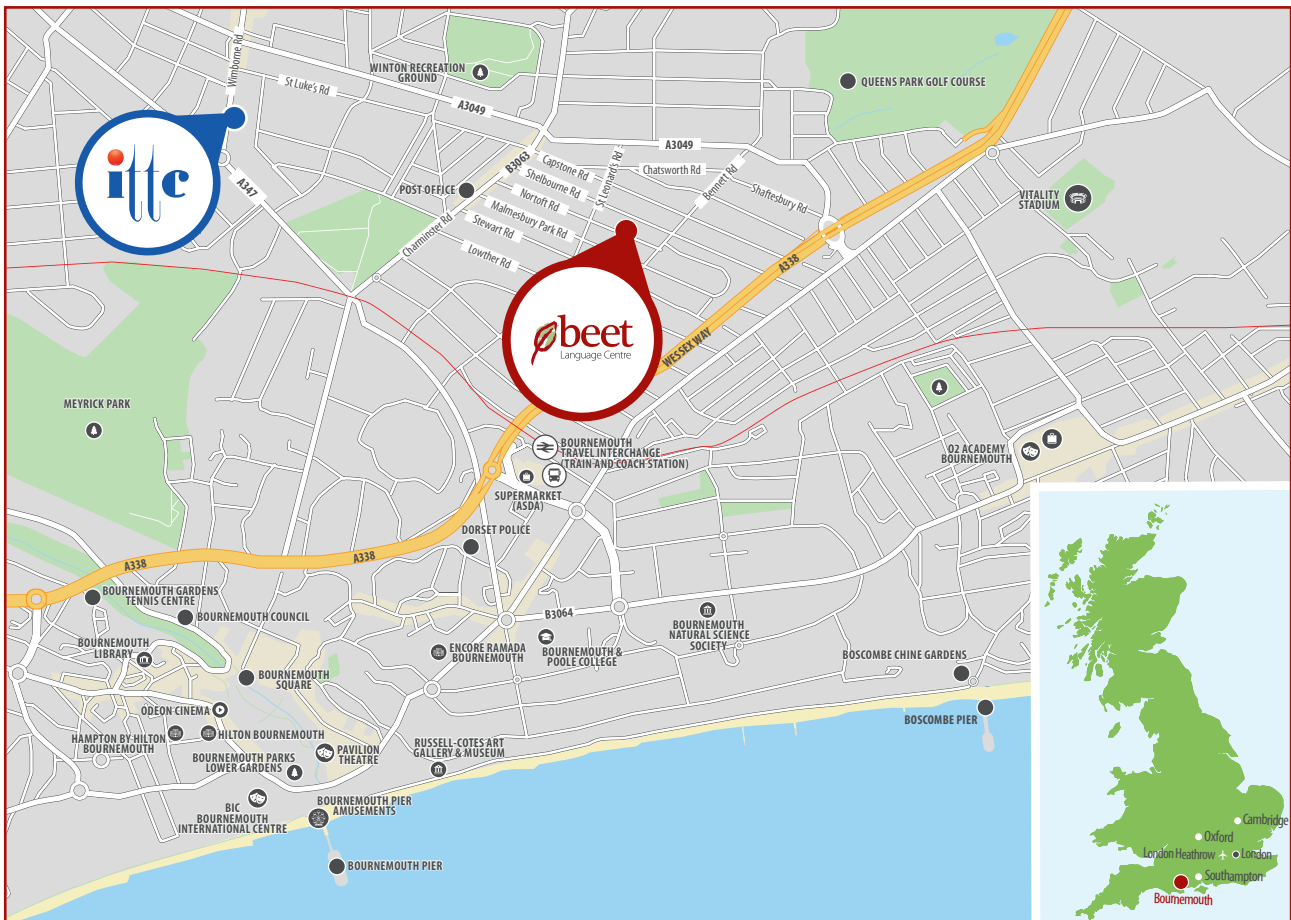 Wimborne Rd
WINTON RECREATION
GROUND
St Luke's Rd
A3049
QUEENS PARK GOLF COURSE
ittc
A347
POST OFFICE
B3063
Capstone Rd
Shelbourne Rd
Nortoft Rd
Malmesbury Park Rd
Stewart Rd
Lowther Rd
Charminster Rd
St Leonard's Rd
A3049
Chatsworth Rd
Bennett Rd
Shaftesbury Rd
VITALITY
STADIUM
A338
WESSEX WAY
beet
Language Centre
MEYRICK PARK
BOURNEMOUTH
TRAVEL INTERCHANGE
(TRAIN AND COACH STATION)
SUPERMARKET
(ASDA)
O2 ACADEMY
BOURNEMOUTH
DORSET POLICE
A338
A338
BOURNEMOUTH GARDENS
TENNIS CENTRE
BOURNEMOUTH COUNCIL
B3064
BOURNEMOUTH
LIBRARY
ENCORE RAMADA
BOURNEMOUTH
BOURNEMOUTH &
POOLE COLLEGE
BOURNEMOUTH
NATURAL SCIENCE
SOCIETY
BOSCOMBE CHINE GARDENS
BOURNEMOUTH
SQUARE
ODEON CINEMA
BOSCOMBE PIER
HAMPTON BY HILTON
BOURNEMOUTH
HILTON BOURNEMOUTH
BOURNEMOUTH PARKS
LOWER GARDENS
PAVILION
THEATRE
RUSSELL-COTES ART
GALLERY & MUSEUM
BIC
BOURNEMOUTH
INTERNATIONAL CENTRE
BOURNEMOUTH PIER
AMUSEMENTS
BOURNEMOUTH PIER
Cambridge
Oxford
London Heathrow
London
Southampton
Bournemouth